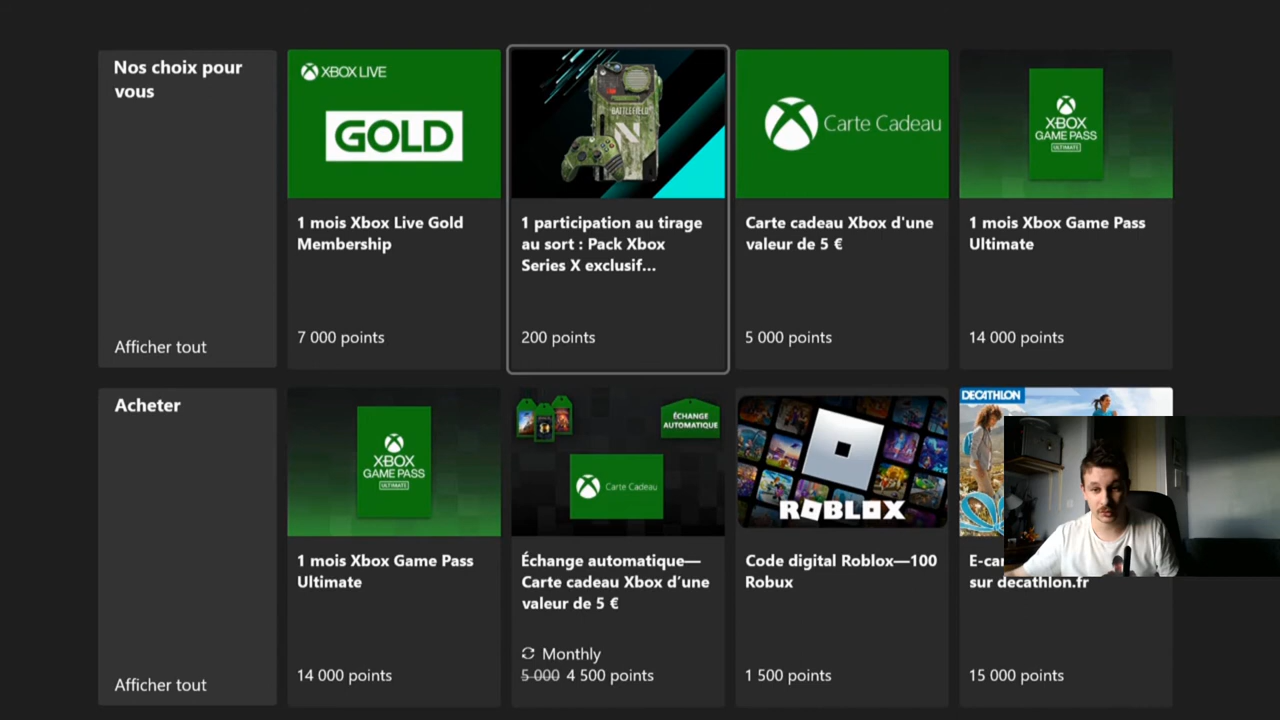 Nos choix pour
vous
Afficher tout
XBOX LIVE
GOLD
1 mois Xbox Live Gold
Membership
7 000 points
BATTLEFIELD
1 participation au tirage
au sort : Pack Xbox
Series X exclusif...
200 points
Carte Cadeau
Carte cadeau Xbox d'une
valeur de 5 €
5 000 points
XBOX
GAME PASS
ULTIMATE
1 mois Xbox Game Pass
Ultimate
14 000 points
Acheter
Afficher tout
XBOX
GAME PASS
ULTIMATE
1 mois Xbox Game Pass
Ultimate
14 000 points
ÉCHANGE
AUTOMATIQUE
Carte Cadeau
Échange automatique—
Carte cadeau Xbox d’une
valeur de 5 €
Monthly
5 000 4 500 points
ROBLOX
Code digital Roblox—100
Robux
1 500 points
DECATHLON
sur decathlon.fr
15 000 points